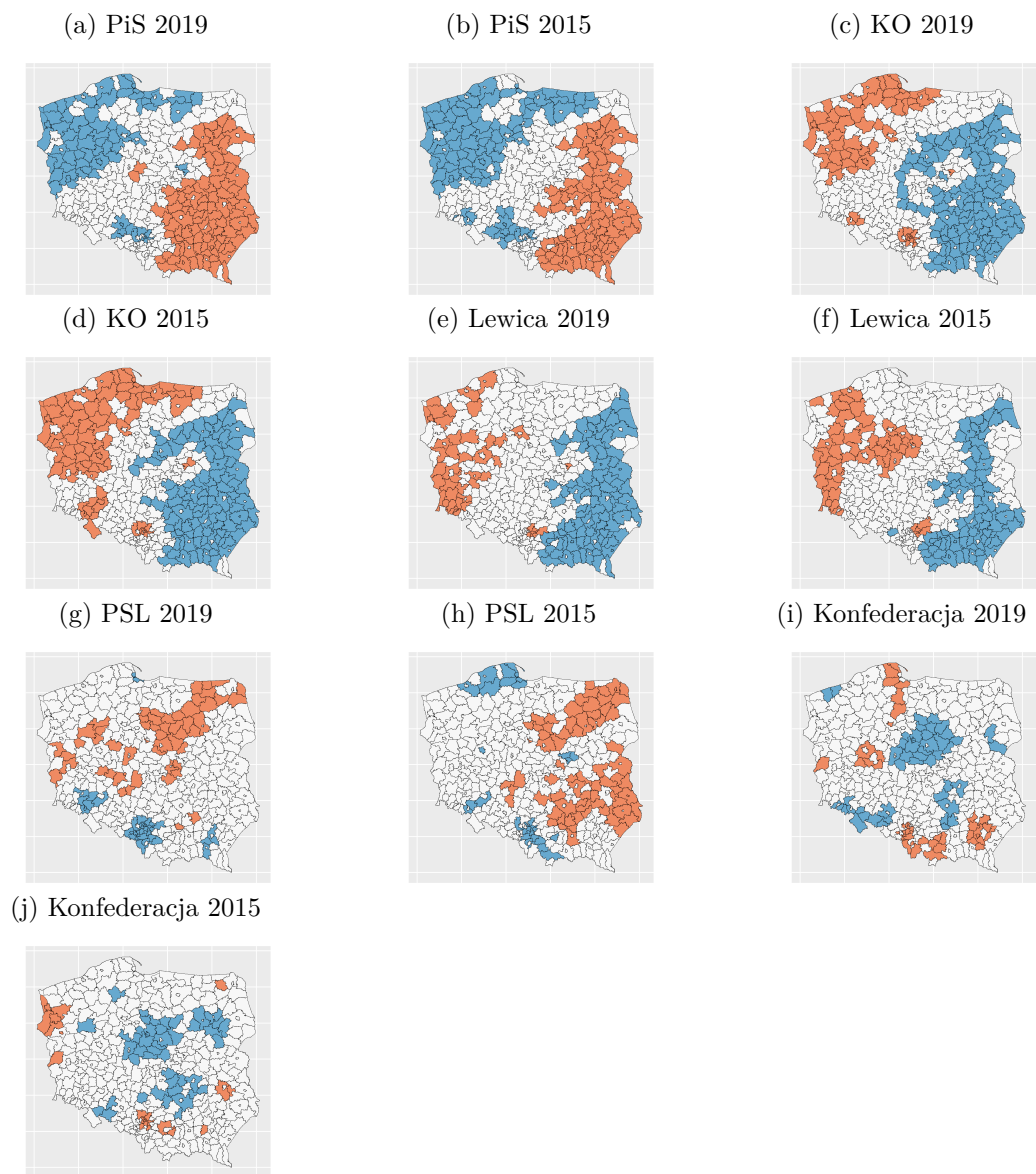 (a) PiS 2019
(b) PiS 2015
(c) KO 2019
(d) KO 2015
(e) Lewica 2019
(f) Lewica 2015
(g) PSL 2019
(h) PSL 2015
(i) Konfederacja 2019
(j) Konfederacja 2015